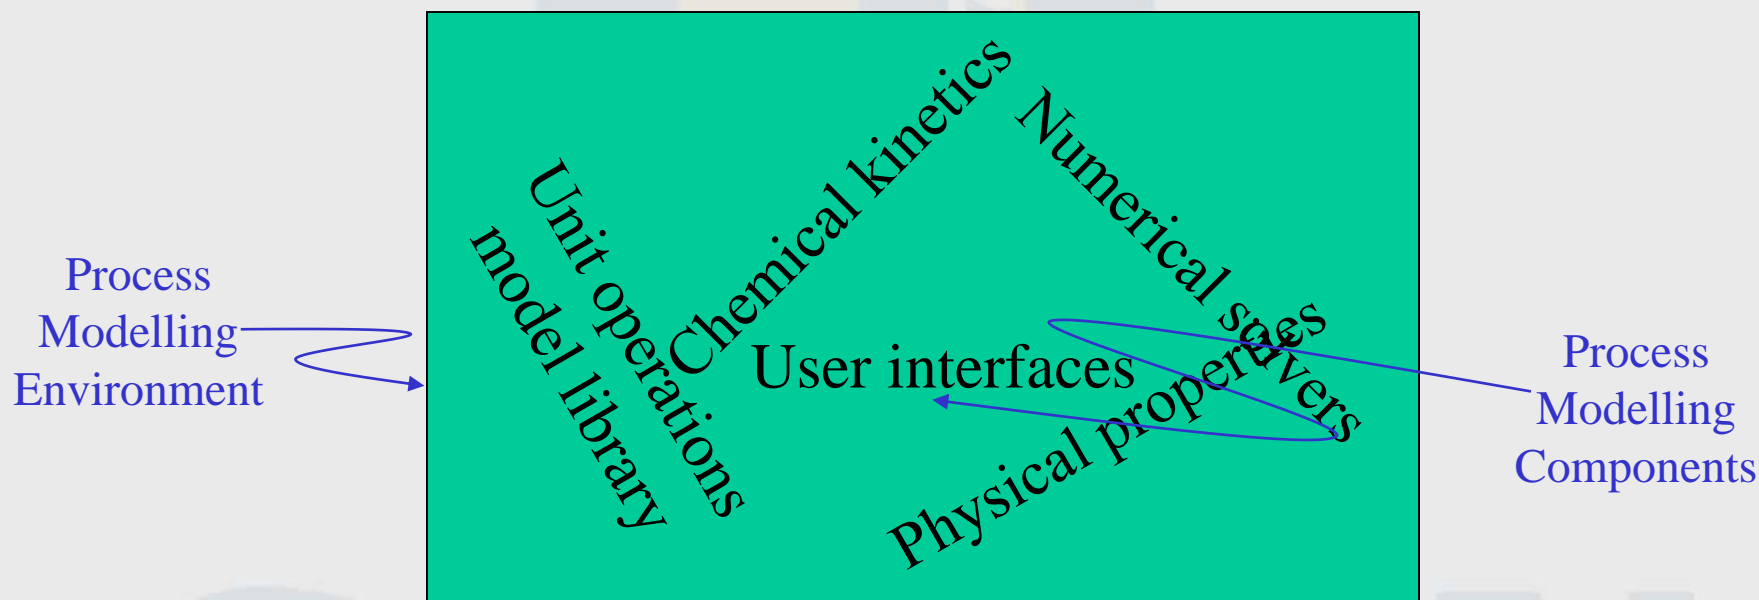 Process
Modelling
Environment
Unit operations
model library
Chemical kinetics
Numerical solvers
User interfaces
Physical properties
Process
Modelling
Components